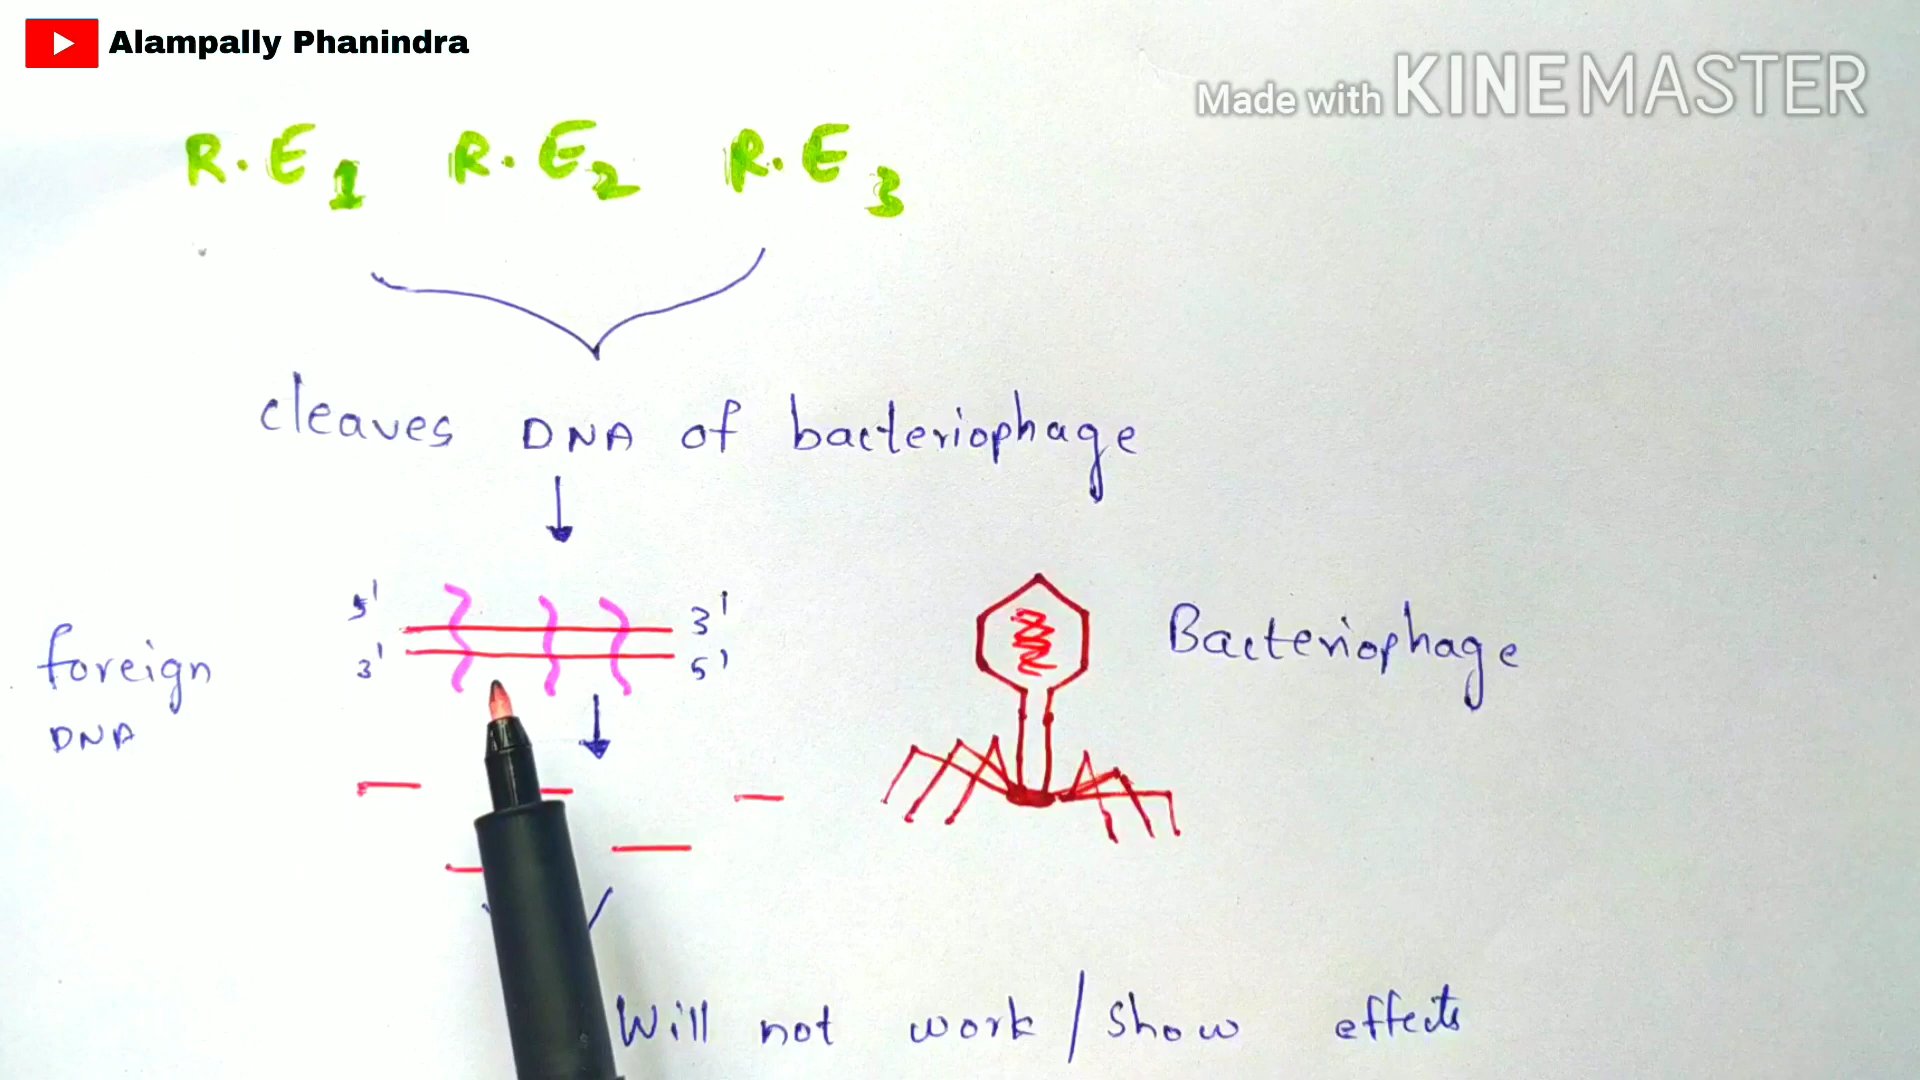 Alampally Phanindra
Made with KINEMASTER
R.E1 R.E2 R.E3
cleaves DNA of bacteriophage
5' 3'
3' 5'
foreign
DNA
Bacteriophage
Will not work / show effects